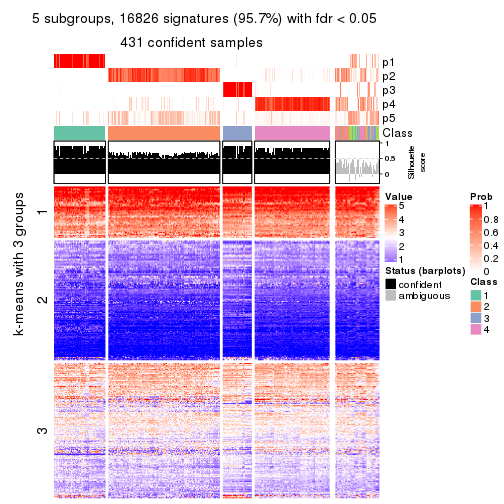 5 subgroups, 16826 signatures (95.7%) with fdr < 0.05
431 confident samples
p1
p2
p3
p4
p5
Class
1
0.5
0
Silhouette
score
k-means with 3 groups
1
2
3
Value
5
4
3
2
1
Status (barplots)
confident
ambiguous
Prob
1
0.8
0.6
0.4
0.2
0
Class
1
2
3
4